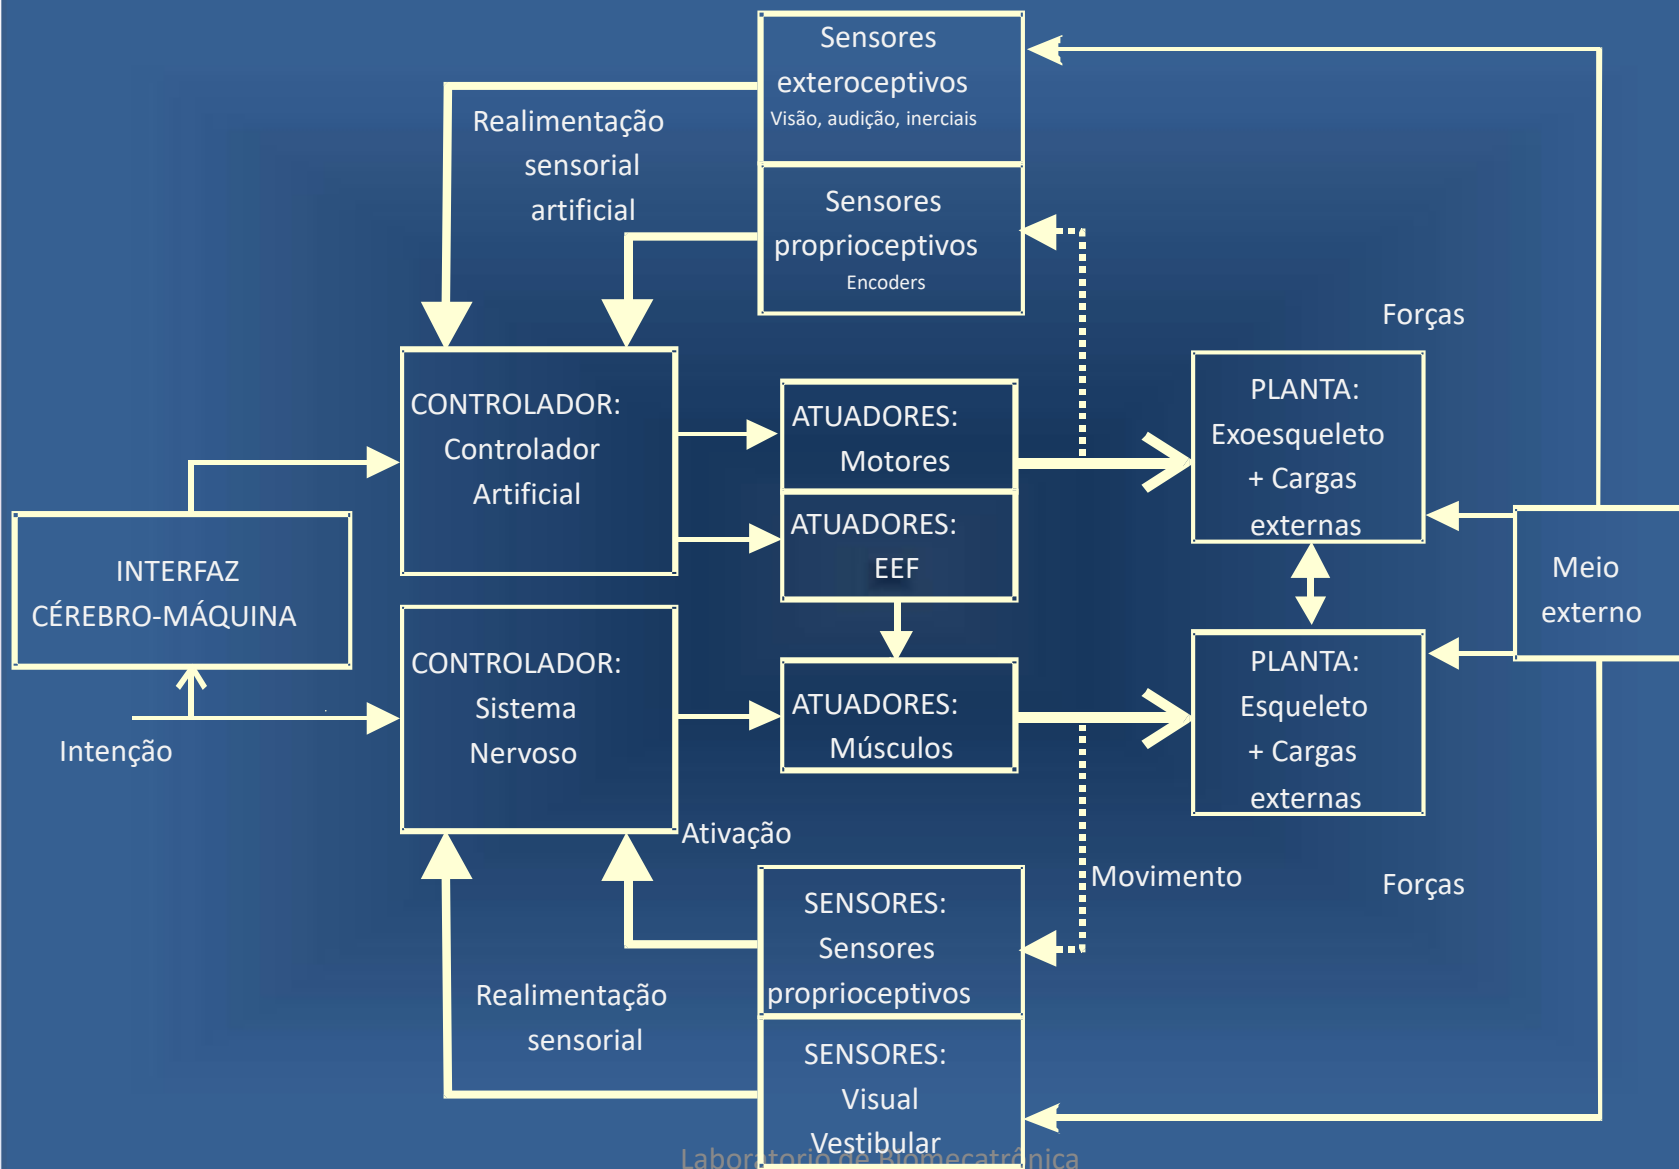 Sensores
exteroceptivos
Visão, audição, inerciais
Realimentação
sensorial
artificial
Sensores
proprioceptivos
Encoders
Forças
CONTROLADOR:
Controlador
Artificial
ATUADORES:
Motores
PLANTA:
Exoesqueleto
+ Cargas
externas
ATUADORES:
EEF
INTERFAZ
CÉREBRO-MÁQUINA
Meio
externo
CONTROLADOR:
Sistema
Nervoso
ATUADORES:
Músculos
PLANTA:
Esqueleto
+ Cargas
externas
Intenção
Ativação
Movimento
Forças
SENSORES:
Sensores
proprioceptivos
Realimentação
sensorial
SENSORES:
Visual
Vestibular
Laboratorio de Biomecatrônica